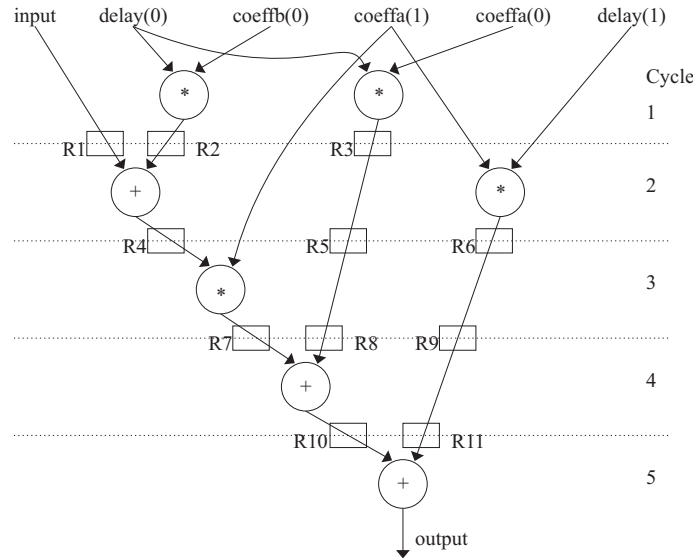 input delay(0) coeffb(0) coeffa(1) coeffa(0) delay(1)
Cycle
* *
1
R1 R2 R3
+ *
2
R4 R5 R6
*
3
R7 R8 R9
+
4
R10 R11
+
5
output